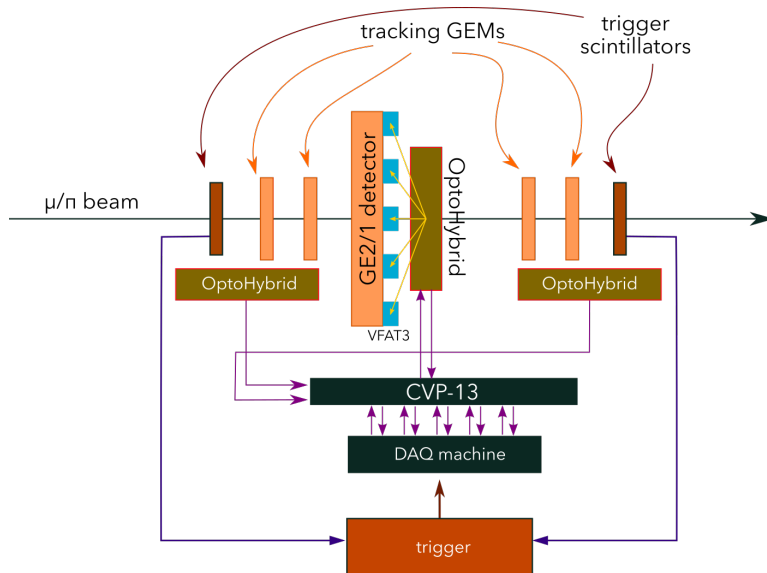 tracking GEMs
trigger
scintillators
μ/π beam
GE2/1 detector
OptoHybrid
OptoHybrid
OptoHybrid
VFAT3
CVP-13
DAQ machine
trigger